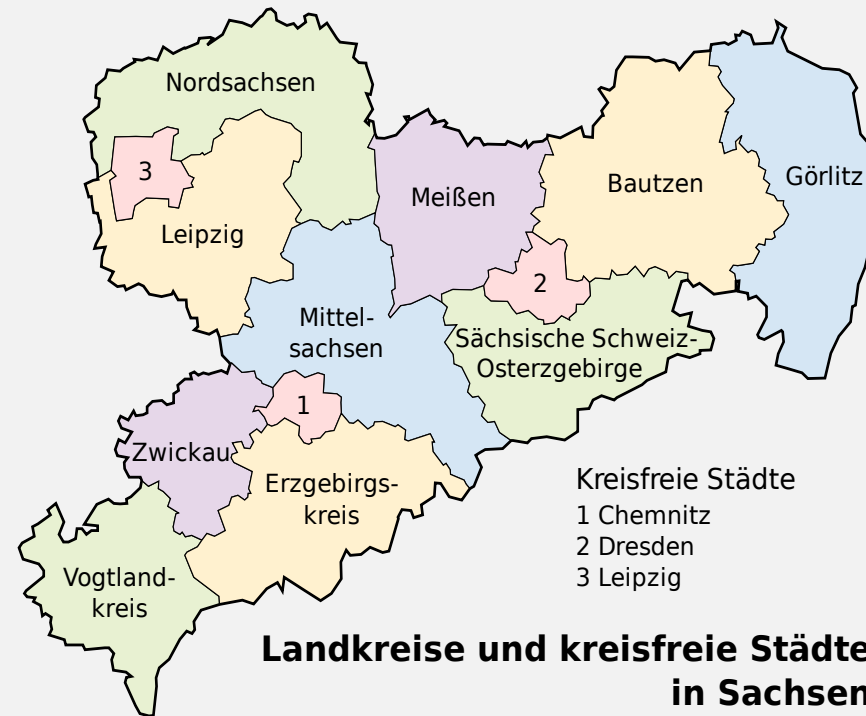 Nordsachsen
3
Leipzig
Meißen
Bautzen
Görlitz
2
Mittel-
sachsen
Sächsische Schweiz-
Osterzgebirge
1
Zwickau
Erzgebirgs-
kreis
Vogtland-
kreis
Kreisfreie Städte
1 Chemnitz
2 Dresden
3 Leipzig
Landkreise und kreisfreie Städte
in Sachsen